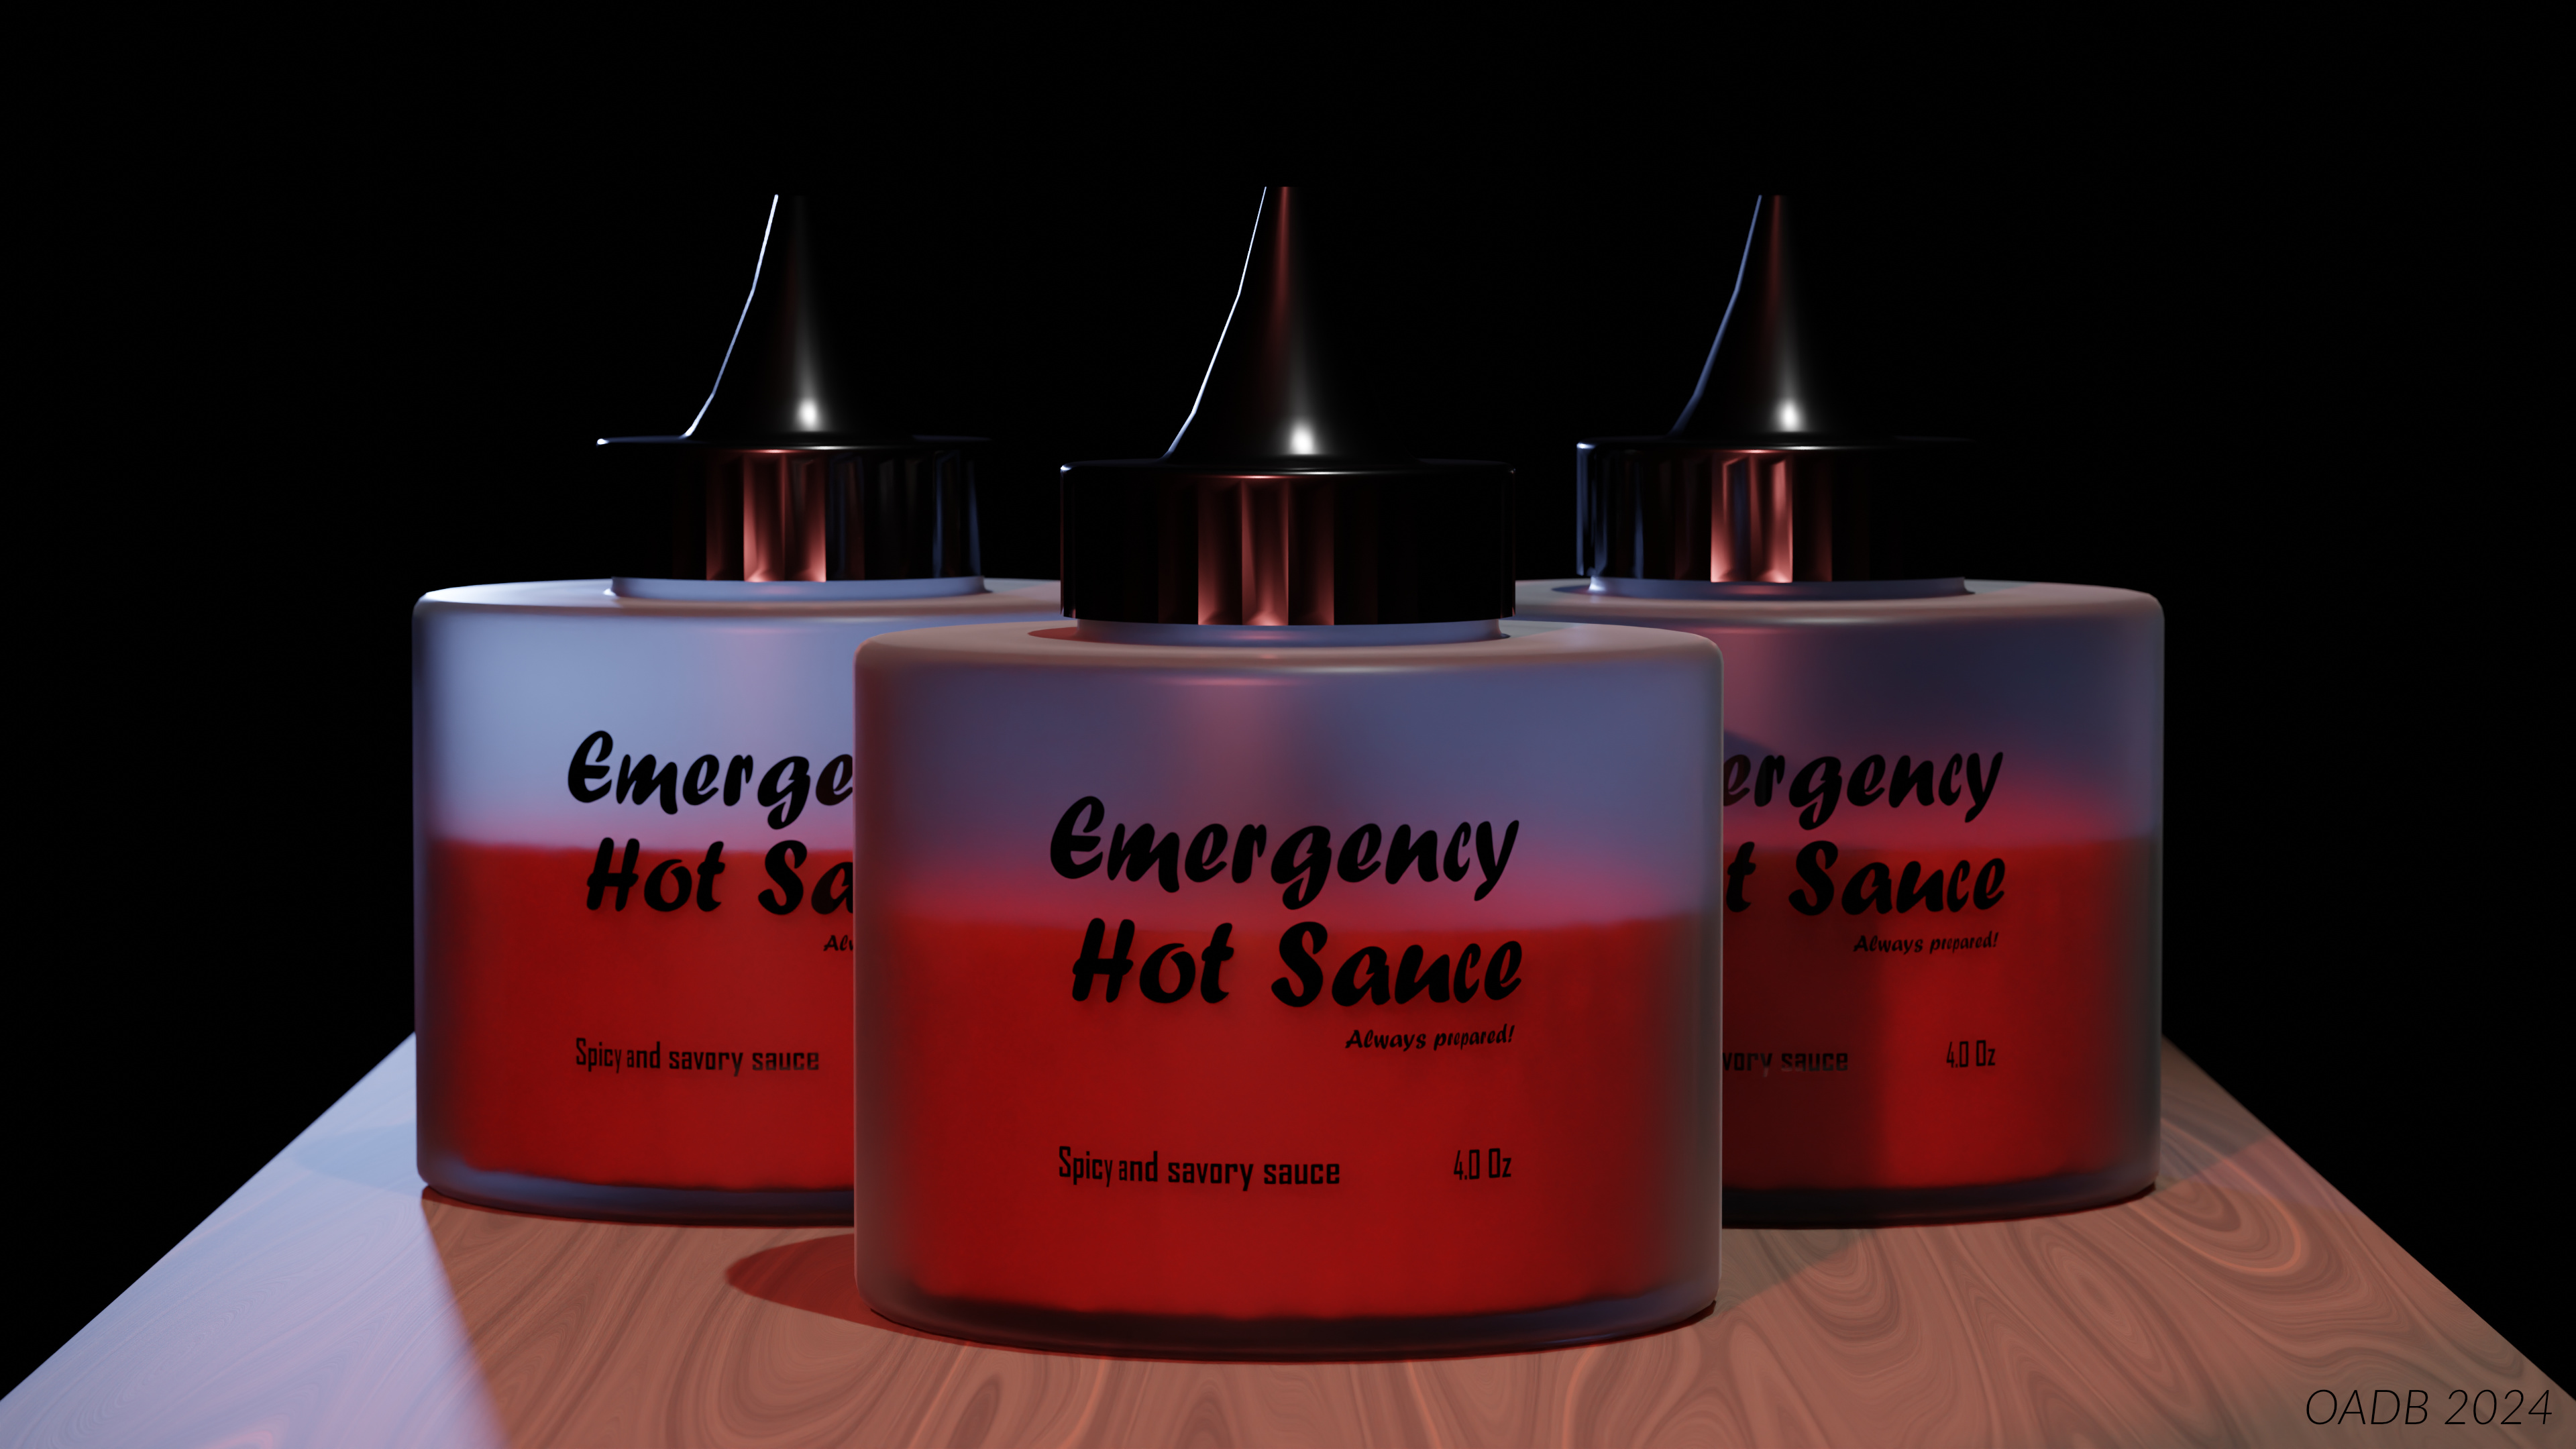 Emerge
Hot Sa
Alw
Spicy and savory sauce
Emergency
Hot Sauce
Always prepared!
Spicy and savory sauce 4.0 Oz
ergency
t Sauce
Always prepared!
vory sauce 4.0 Oz
OADB 2024